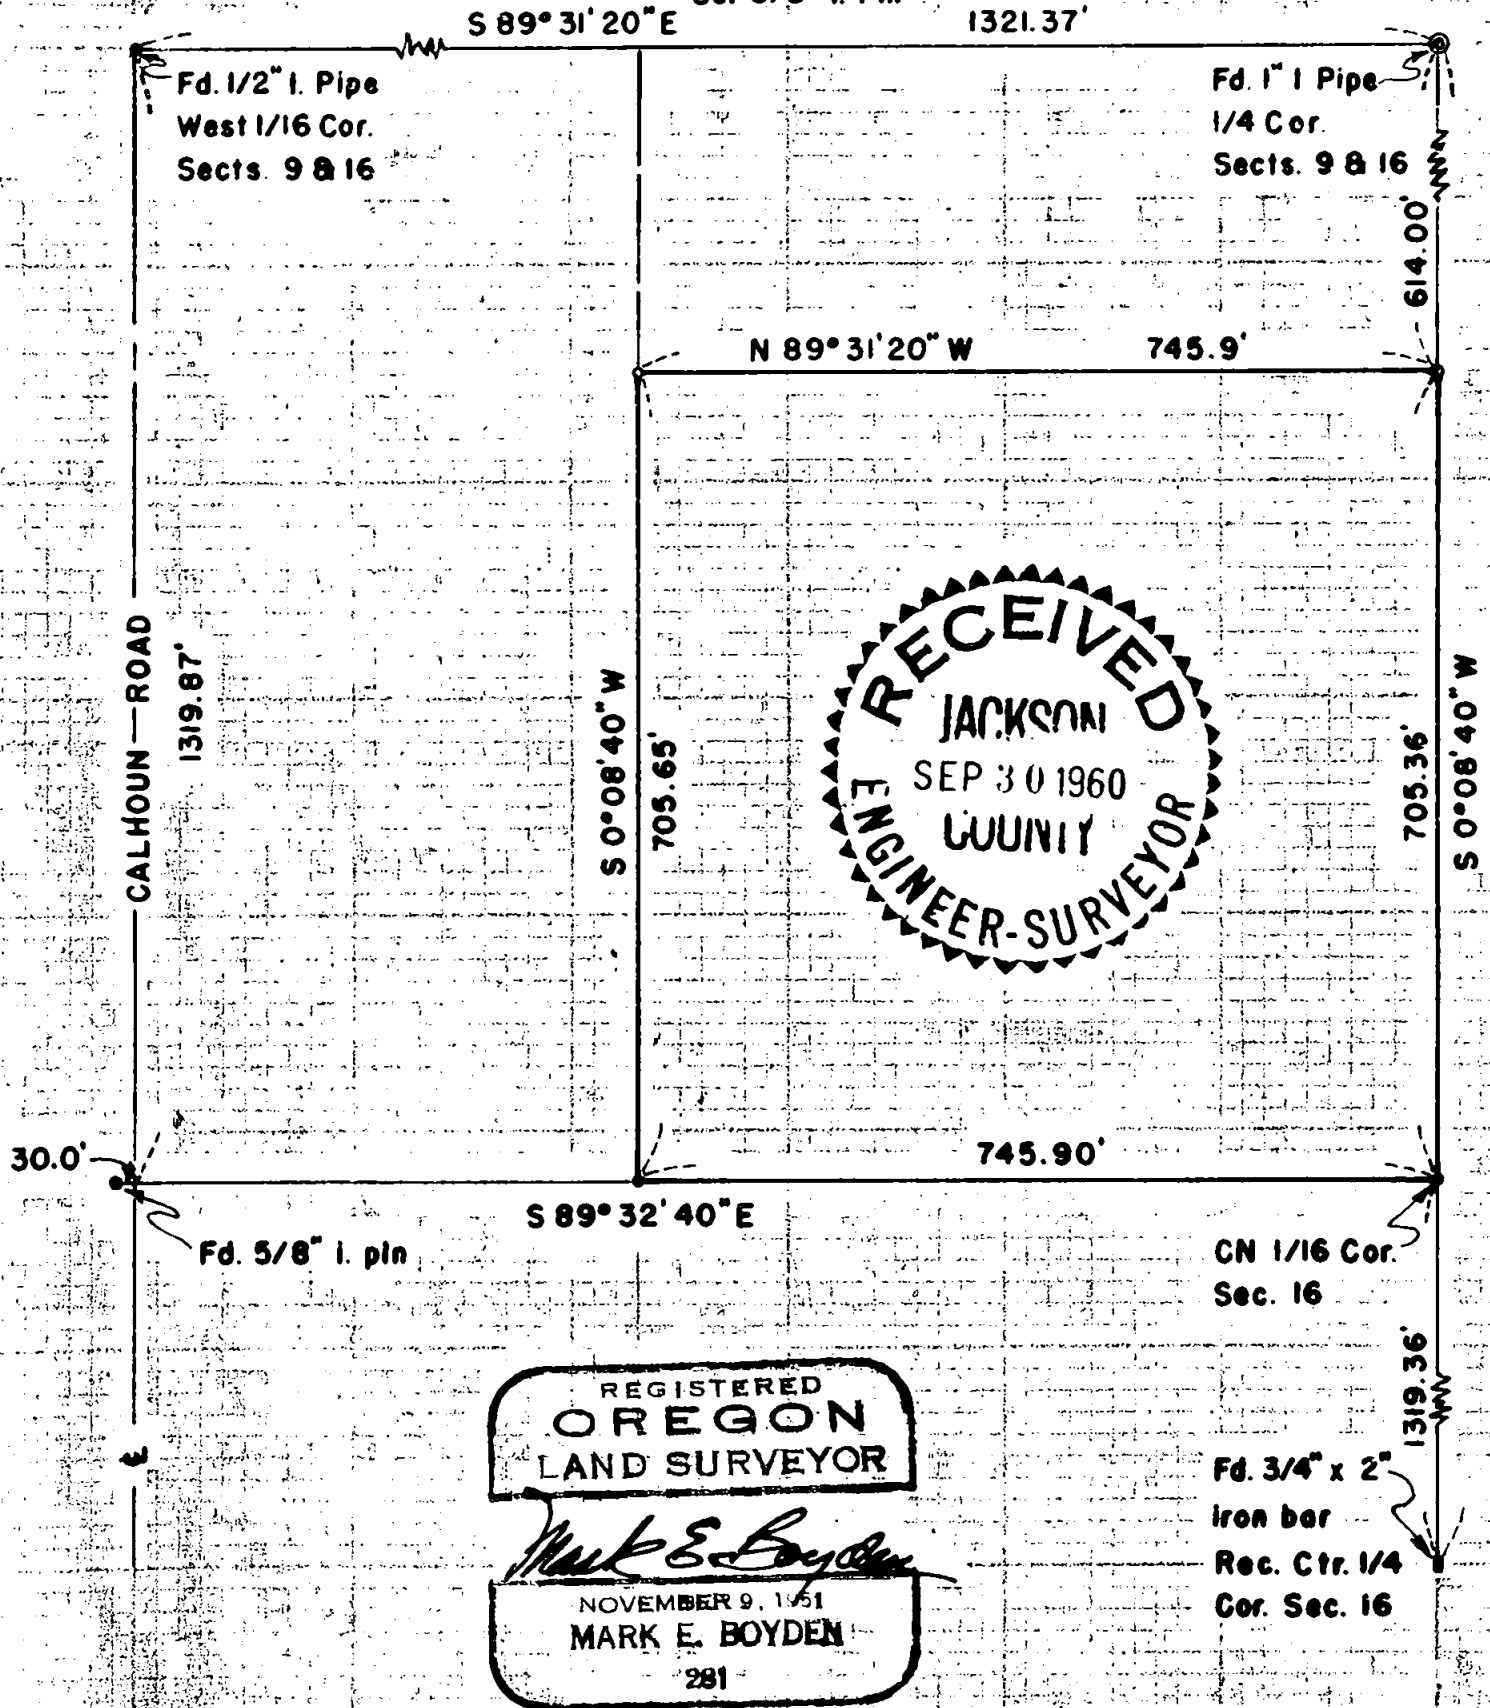 S 89° 31' 20" E
1321.37'
Fd. 1/2" I. Pipe
West 1/16 Cor.
Sects. 9 & 16
Fd. 1" I Pipe
1/4 Cor.
Sects. 9 & 16
614.00'
N 89° 31' 20" W
745.9'
CALHOUN ROAD
1319.87'
S 0° 08' 40" W
705.65'
RECEIVED
JACKSON
SEP 30 1960
COUNTY
ENGINEER-SURVEYOR
705.36'
S 0° 08' 40" W
30.0'
745.90'
S 89° 32' 40" E
Fd. 5/8" i. pin
CN 1/16 Cor.
Sec. 16
1319.36'
Fd. 3/4" x 2"
iron bar
Rec. Ctr. 1/4
Cor. Sec. 16
REGISTERED
OREGON
LAND SURVEYOR
Mark E. Boyden
NOVEMBER 9, 1951
MARK E. BOYDEN
281